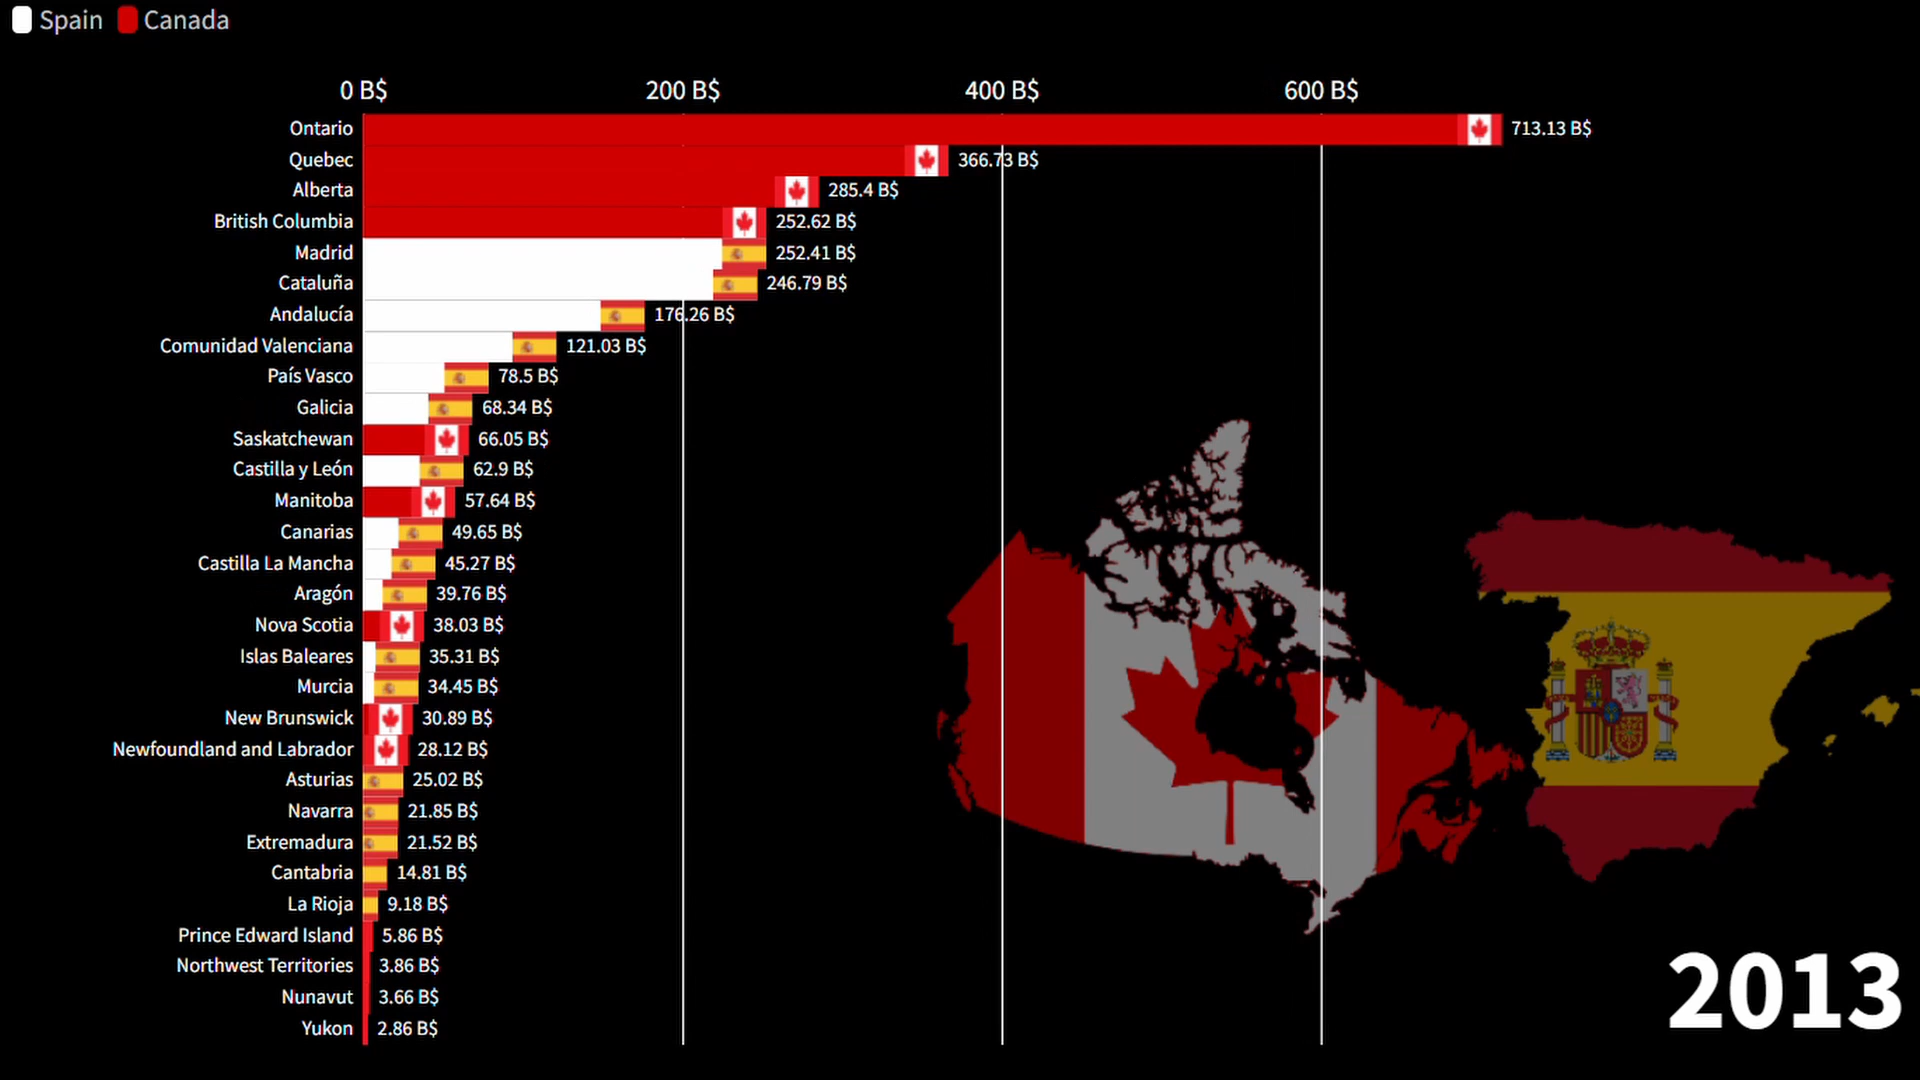 Spain Canada
0 B$ 200 B$ 400 B$ 600 B$
Ontario 713.13 B$
Quebec 366.73 B$
Alberta 285.4 B$
British Columbia 252.62 B$
Madrid 252.41 B$
Cataluña 246.79 B$
Andalucía 176.26 B$
Comunidad Valenciana 121.03 B$
País Vasco 78.5 B$
Galicia 68.34 B$
Saskatchewan 66.05 B$
Castilla y León 62.9 B$
Manitoba 57.64 B$
Canarias 49.65 B$
Castilla La Mancha 45.27 B$
Aragón 39.76 B$
Nova Scotia 38.03 B$
Islas Baleares 35.31 B$
Murcia 34.45 B$
New Brunswick 30.89 B$
Newfoundland and Labrador 28.12 B$
Asturias 25.02 B$
Navarra 21.85 B$
Extremadura 21.52 B$
Cantabria 14.81 B$
La Rioja 9.18 B$
Prince Edward Island 5.86 B$
Northwest Territories 3.86 B$
Nunavut 3.66 B$
Yukon 2.86 B$
2013